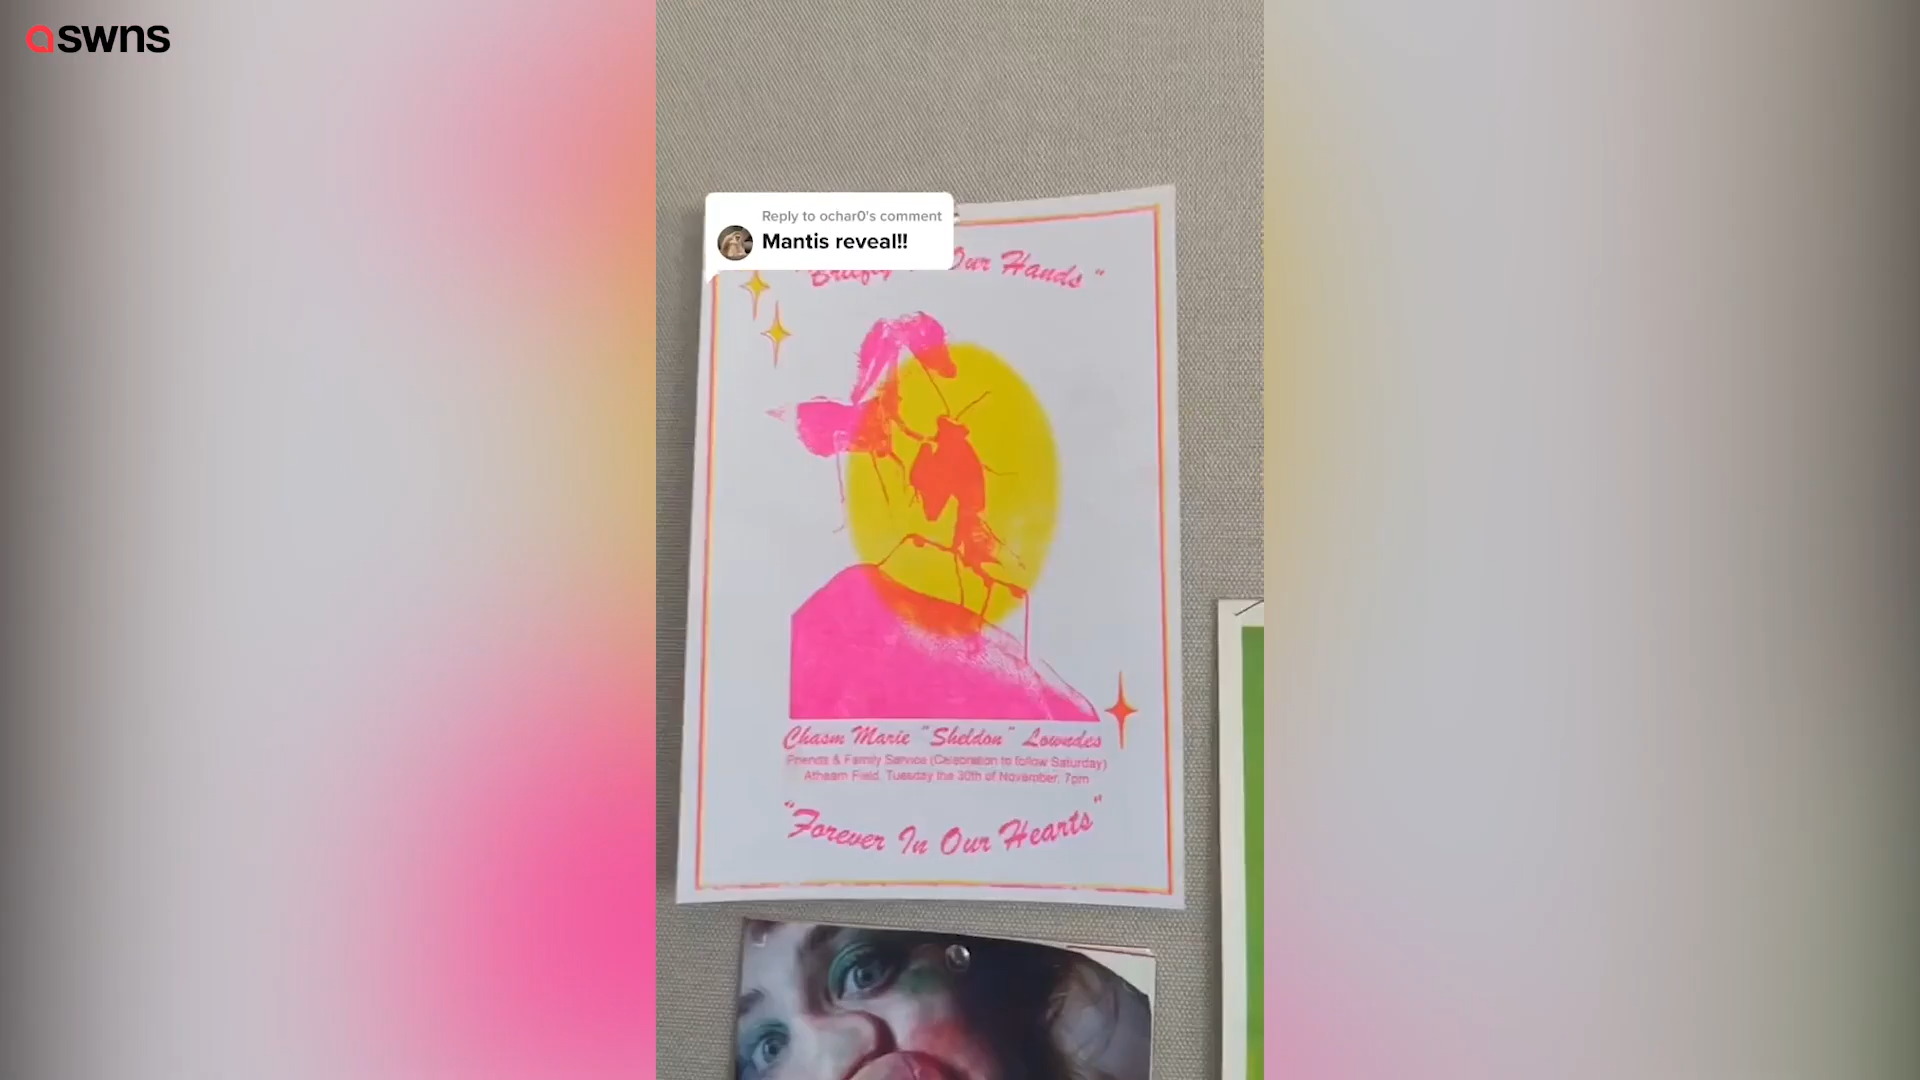 swns
Reply to ochar0's comment
Mantis reveal!!
Our Hands "
Chasm Marie "Sheldon" Lowndes
Friends & Family Service (Celebration to follow Saturday)
Atheam Field, Tuesday the 30th of November, 7pm
"Forever In Our Hearts"